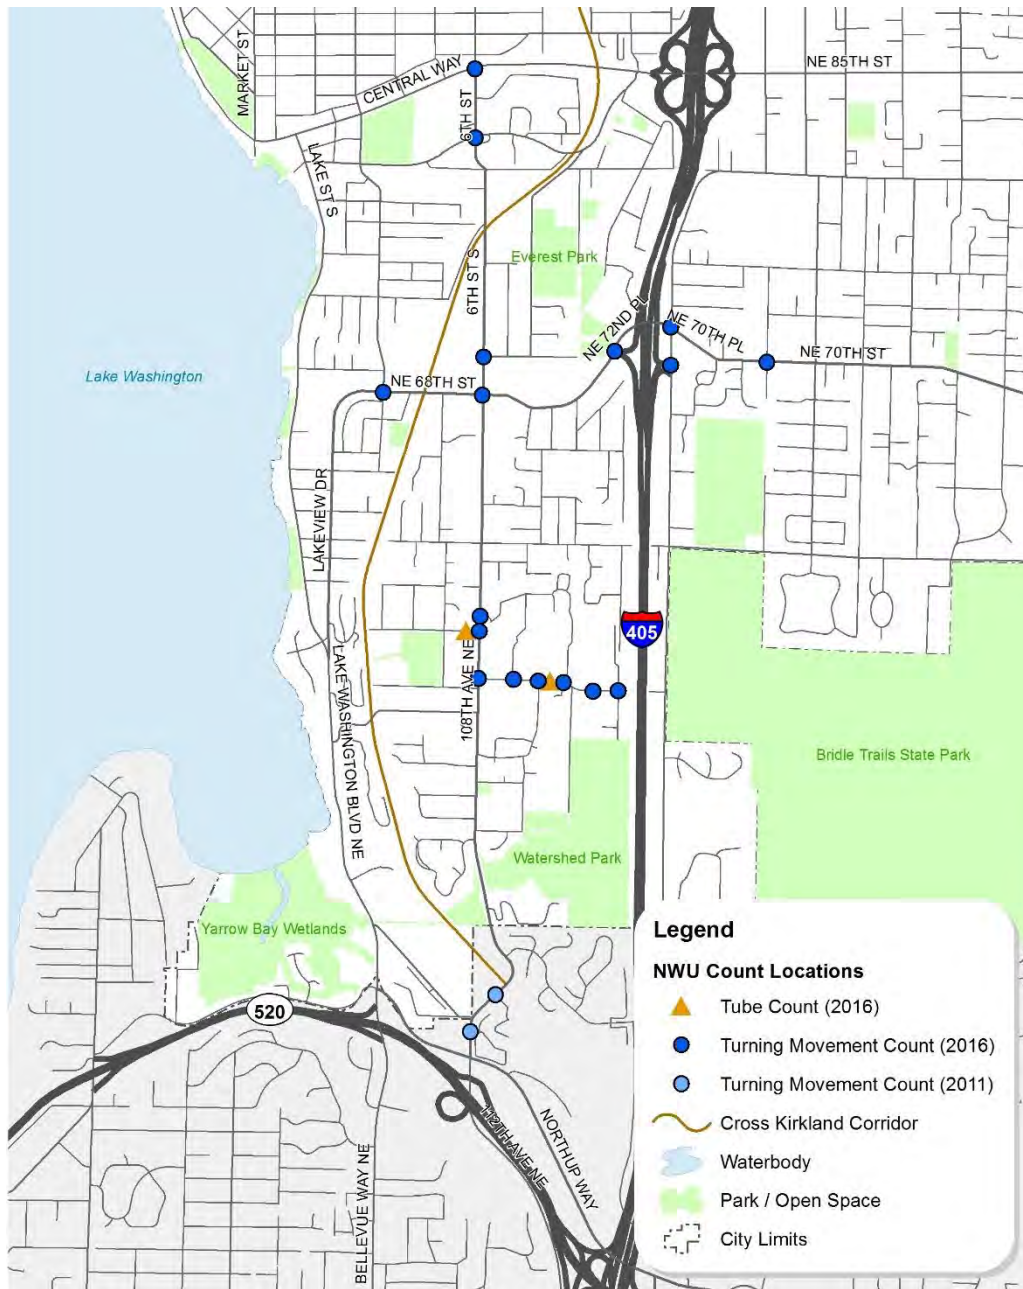 MARKET ST
CENTRAL WAY
6TH ST
NE 85TH ST
LAKE ST S
6TH ST S
Everest Park
NE 72ND PL
NE 70TH PL
NE 70TH ST
Lake Washington
NE 68TH ST
LAKEVIEW DR
405
108TH AVE NE
LAKE WASHINGTON BLVD NE
Bridle Trails State Park
Watershed Park
Yarrow Bay Wetlands
520
112TH AVE NE
NORTHUP WAY
BELLEVUE WAY NE
Legend
NWU Count Locations
Tube Count (2016)
Turning Movement Count (2016)
Turning Movement Count (2011)
Cross Kirkland Corridor
Waterbody
Park / Open Space
City Limits